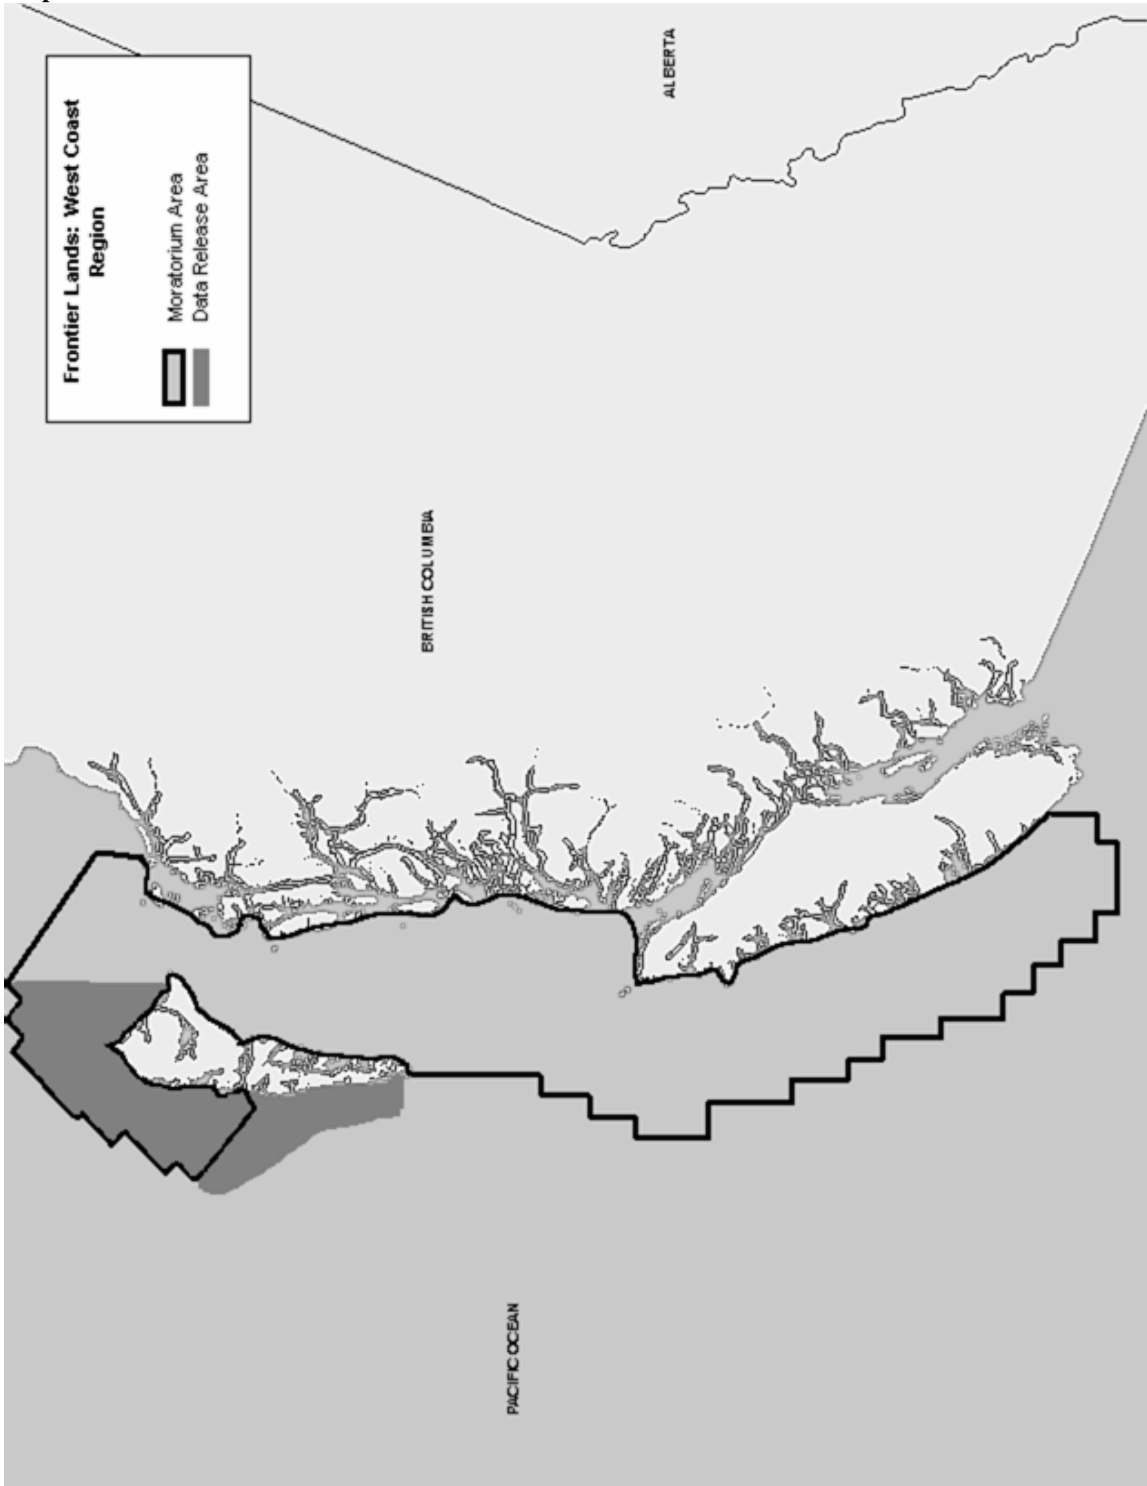 Frontier Lands: West Coast
Region
Moratorium Area
Data Release Area
ALBERTA
BRITISH COLUMBIA
PACIFIC OCEAN